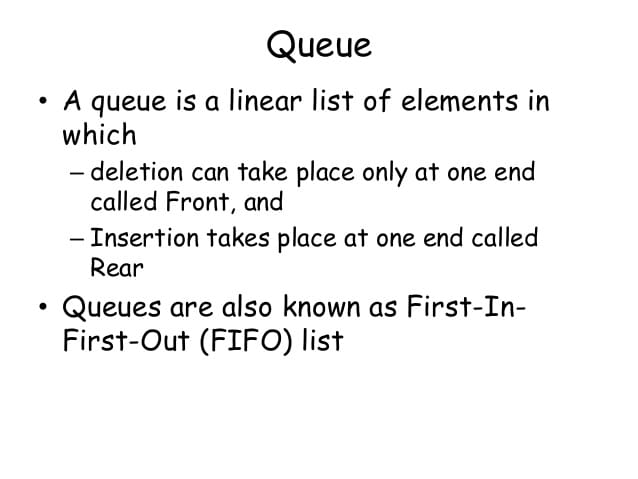 Queue
• A queue is a linear list of elements in
which
– deletion can take place only at one end
called Front, and
– Insertion takes place at one end called
Rear
• Queues are also known as First-In-
First-Out (FIFO) list